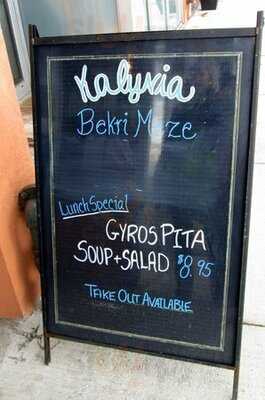 Kalyvia
Bekri Meze
Lunch Special
GYROS PITA
SOUP+SALAD $8.95
TAKE OUT AVAILABLE